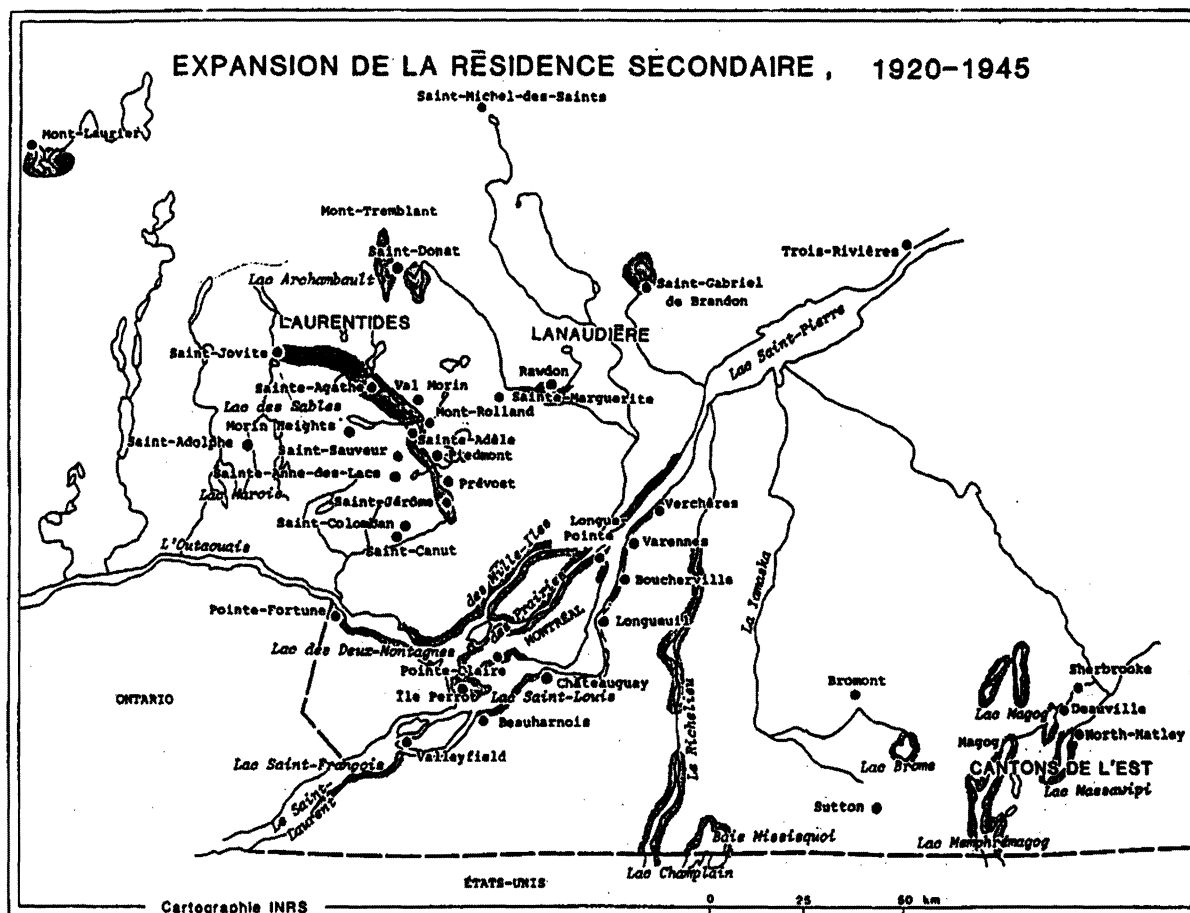 EXPANSION DE LA RÉSIDENCE SECONDAIRE, 1920-1945
Saint-Michel-des-Saints
Mont-Laurier
Mont-Tremblant
Saint-Donat
Trois-Rivières
Lac Archambault
Saint-Gabriel
de Brandon
LAURENTIDES
LANAUDIÈRE
Lac Saint-Pierre
Saint-Jovite
Rawdon
Sainte-Agathe
Val Morin
Sainte-Marguerite
Lac des Sables
Mont-Rolland
Morin Heights
Saint-Adolphe
Sainte-Adèle
Saint-Sauveur
Piedmont
Sainte-Anne-des-Lacs
Prévost
Lac Marois
Saint-Jérôme
Verchères
Saint-Colomban
Longue
Pointe
Saint-Canut
Varennes
L'Outaouais
des Mille-Iles
Boucherville
des Prairies
La Yamaska
Pointe-Fortune
MONTRÉAL
Longueuil
Lac des Deux-Montagnes
Pointe-Claire
Sherbrooke
Châteauguay
Bromont
ONTARIO
Île Perrot
Lac Saint-Louis
Lac Magog
Deauville
Beauharnois
Le Richelieu
North-Hatley
Magog
Valleyfield
Lac Saint-François
Lac Brome
CANTONS DE L'EST
Lac Massawipi
Le Saint-
Laurent
Sutton
Baie Missisquoi
Lac Memphrémagog
Lac Champlain
ÉTATS-UNIS
Cartographie INRS
0 25 50 km